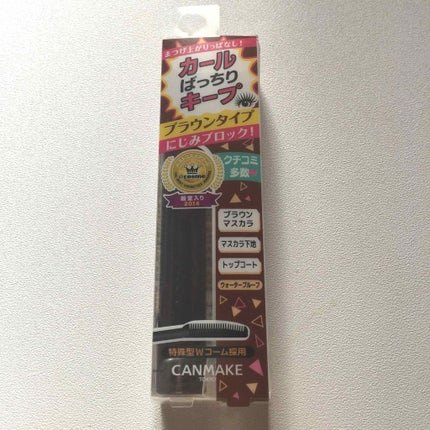 まつげ上がりっぱなし!
カール
ぱっちり
キープ
ブラウンタイプ
にじみブロック!
@cosme
殿堂入り
2014
クチコミ
多数
ブラウン
マスカラ
マスカラ下地
トップコート
ウォータープルーフ
特殊型Wコーム採用
CANMAKE
TOKYO